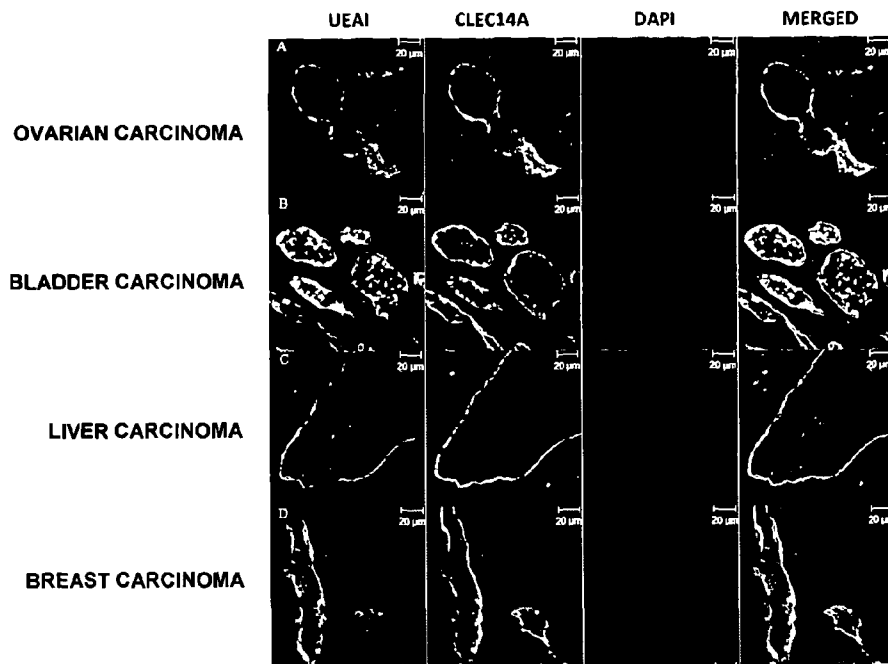 UEAI CLEC14A DAPI MERGED
A 20 µm 20 µm 20 µm 20 µm
OVARIAN CARCINOMA
B 20 µm 20 µm 20 µm 20 µm
BLADDER CARCINOMA
C 20 µm 20 µm 20 µm 20 µm
LIVER CARCINOMA
D 20 µm 20 µm 20 µm 20 µm
BREAST CARCINOMA